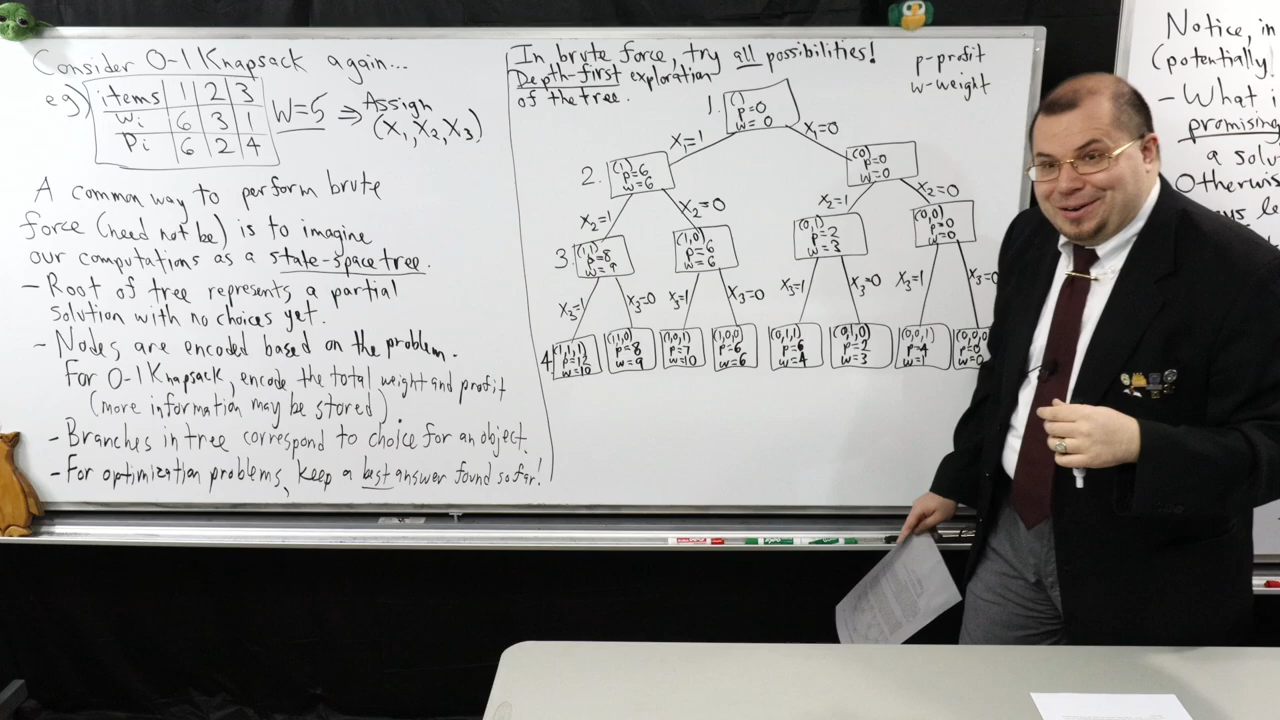 Consider 0-1 Knapsack again...
eg) items 1 2 3
wi 6 3 1
Pi 6 2 4
W=5 ⇒ Assign
(X₁,X₂,X₃)
A common way to perform brute
force (need not be) is to imagine
our computations as a state-space tree.
- Root of tree represents a partial
solution with no choices yet.
- Nodes are encoded based on the problem.
For 0-1 Knapsack, encode the total weight and profit
(more information may be stored)
- Branches in tree correspond to choice for an object.
- For optimization problems, keep a best answer found so far!
In brute force, try all possibilities!
Depth-first exploration
of the tree.
p-profit
w-weight
1. ( )
p=0
w=0
X₁=1 X₁=0
2. (1)
p=6
w=6
(0)
p=0
w=0
X₂=1 X₂=0 X₂=1 X₂=0
3. (1,1)
p=8
w=9
(1,0)
p=6
w=6
(0,1)
p=2
w=3
(0,0)
p=0
w=0
X₃=1 X₃=0 X₃=1 X₃=0 X₃=1 X₃=0 X₃=1 X₃=0
4. (1,1,1)
p=12
w=10
(1,1,0)
p=8
w=9
(1,0,1)
w=10
(1,0,0)
p=6
w=6
(0,1,1)
p=6
w=4
(0,1,0)
p=2
w=3
(0,0,1)
p=4
w=1
(0,0,0)
p=0
w=0
Notice, in
(potentially!
- What i
promising
a solu
Otherwis